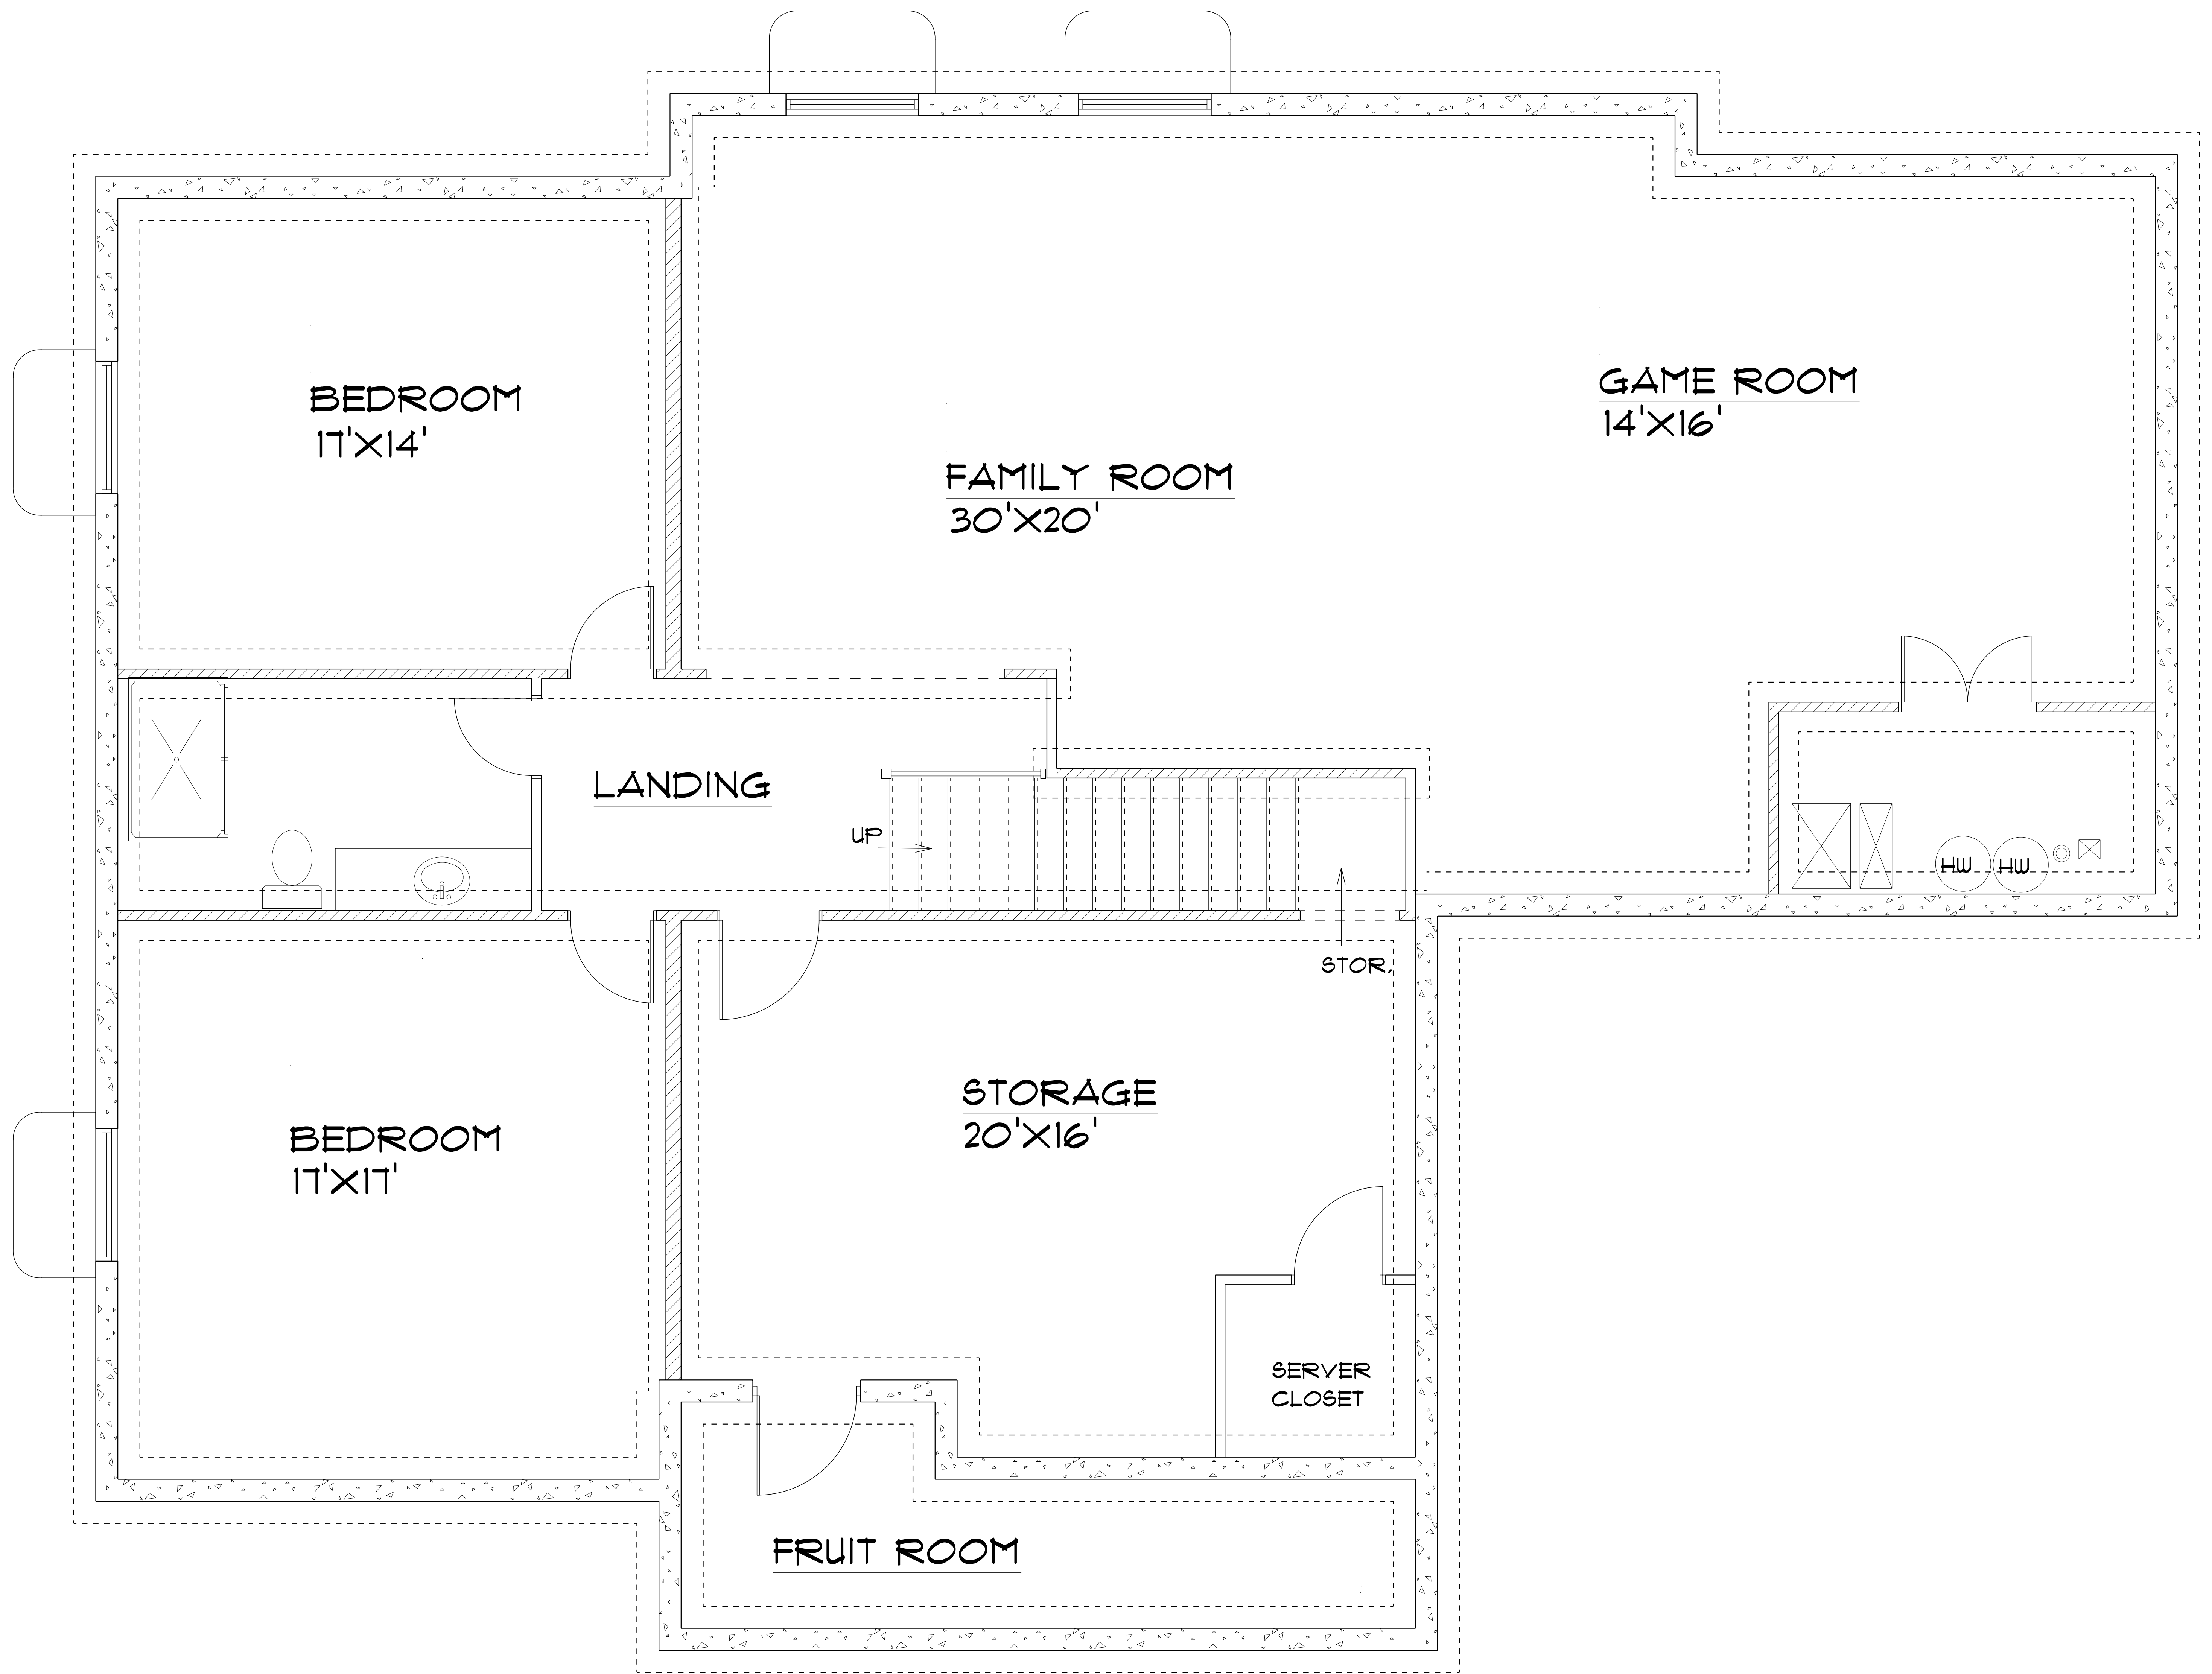 BEDROOM
17'X14'
FAMILY ROOM
30'X20'
GAME ROOM
14'X16'
LANDING
UP
HW
HW
STOR.
STORAGE
20'X16'
BEDROOM
17'X17'
SERVER
CLOSET
FRUIT ROOM